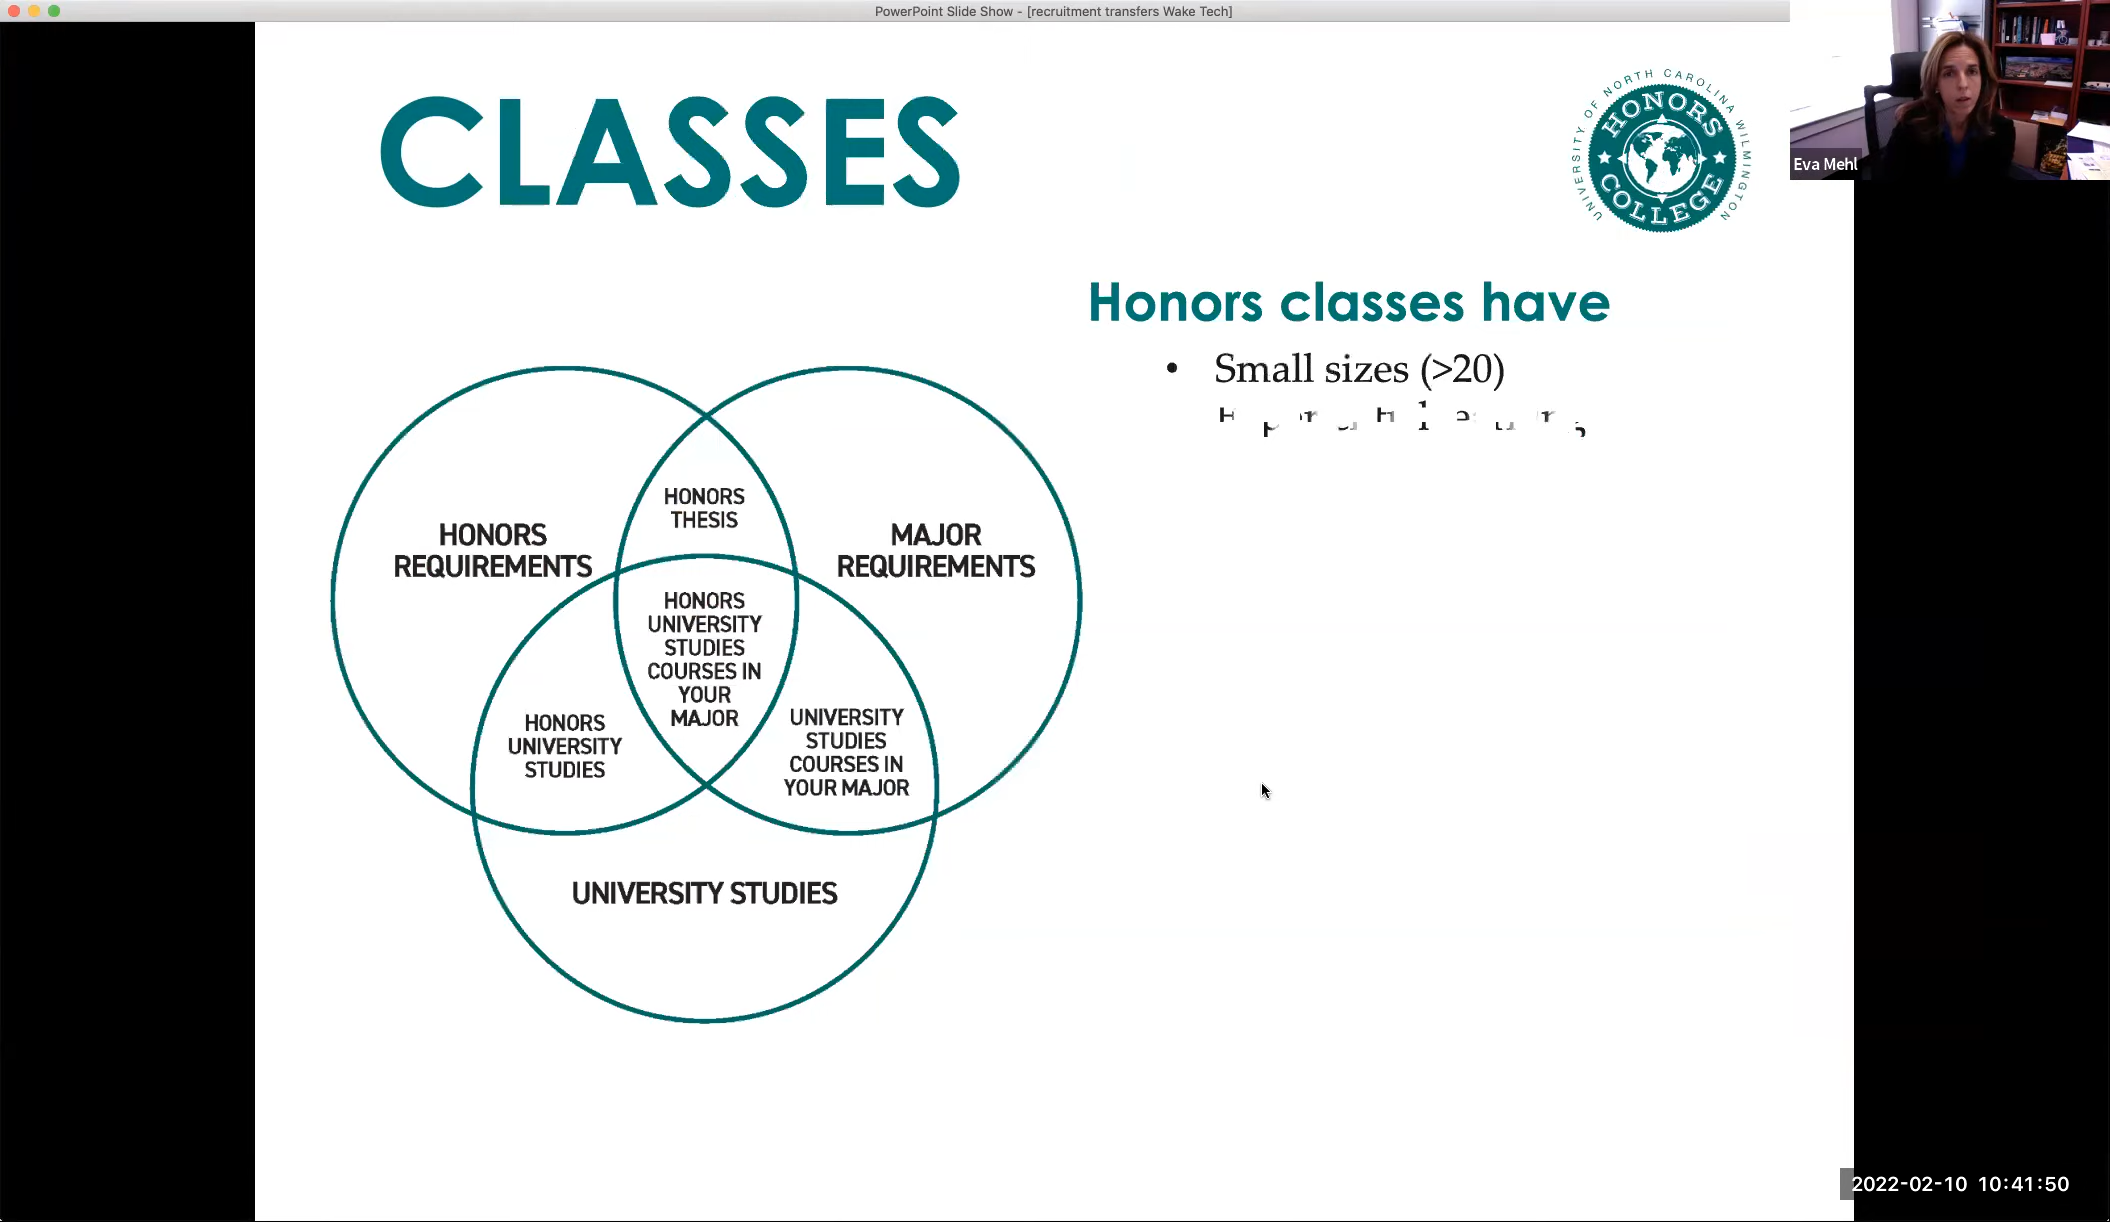 PowerPoint Slide Show - [recruitment transfers Wake Tech]
CLASSES
UNIVERSITY OF NORTH CAROLINA WILMINGTON
HONORS
COLLEGE
Eva Mehl
Honors classes have
• Small sizes (>20)
HONORS
THESIS
HONORS
REQUIREMENTS
MAJOR
REQUIREMENTS
HONORS
UNIVERSITY
STUDIES
COURSES IN
YOUR
MAJOR
HONORS
UNIVERSITY
STUDIES
UNIVERSITY
STUDIES
COURSES IN
YOUR MAJOR
UNIVERSITY STUDIES
2022-02-10 10:41:50